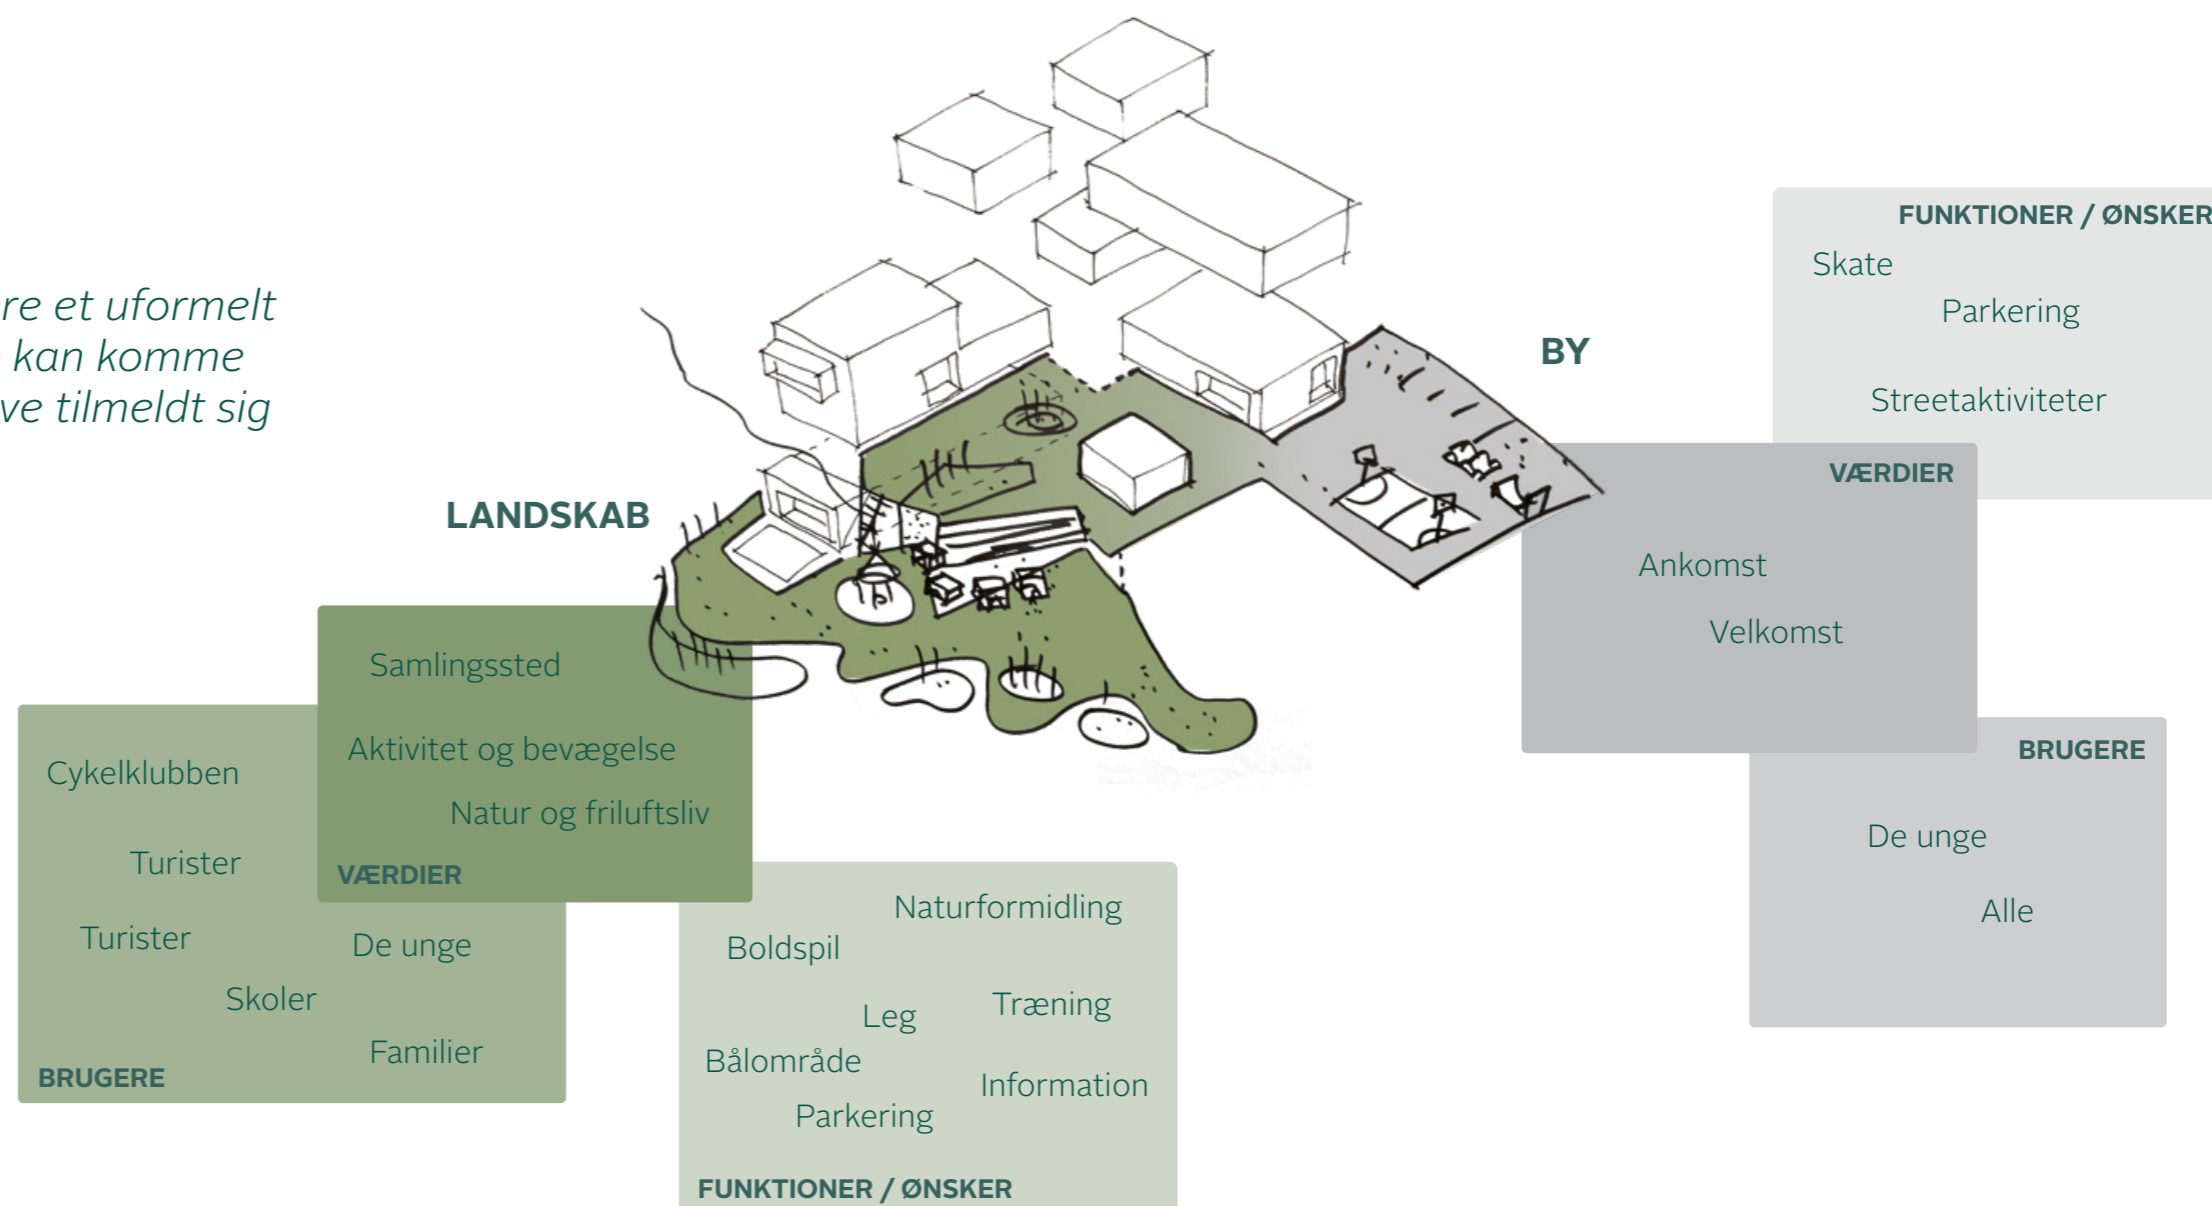 re et uformelt
kan komme
ve tilmeldt sig
LANDSKAB
BY
FUNKTIONER / ØNSKER
Skate
Parkering
Streetaktiviteter
VÆRDIER
Ankomst
Velkomst
BRUGERE
De unge
Alle
Samlingssted
Aktivitet og bevægelse
Natur og friluftsliv
VÆRDIER
Cykelklubben
Turister
Turister
De unge
Skoler
Familier
BRUGERE
Naturformidling
Boldspil
Leg
Træning
Bålområde
Information
Parkering
FUNKTIONER / ØNSKER